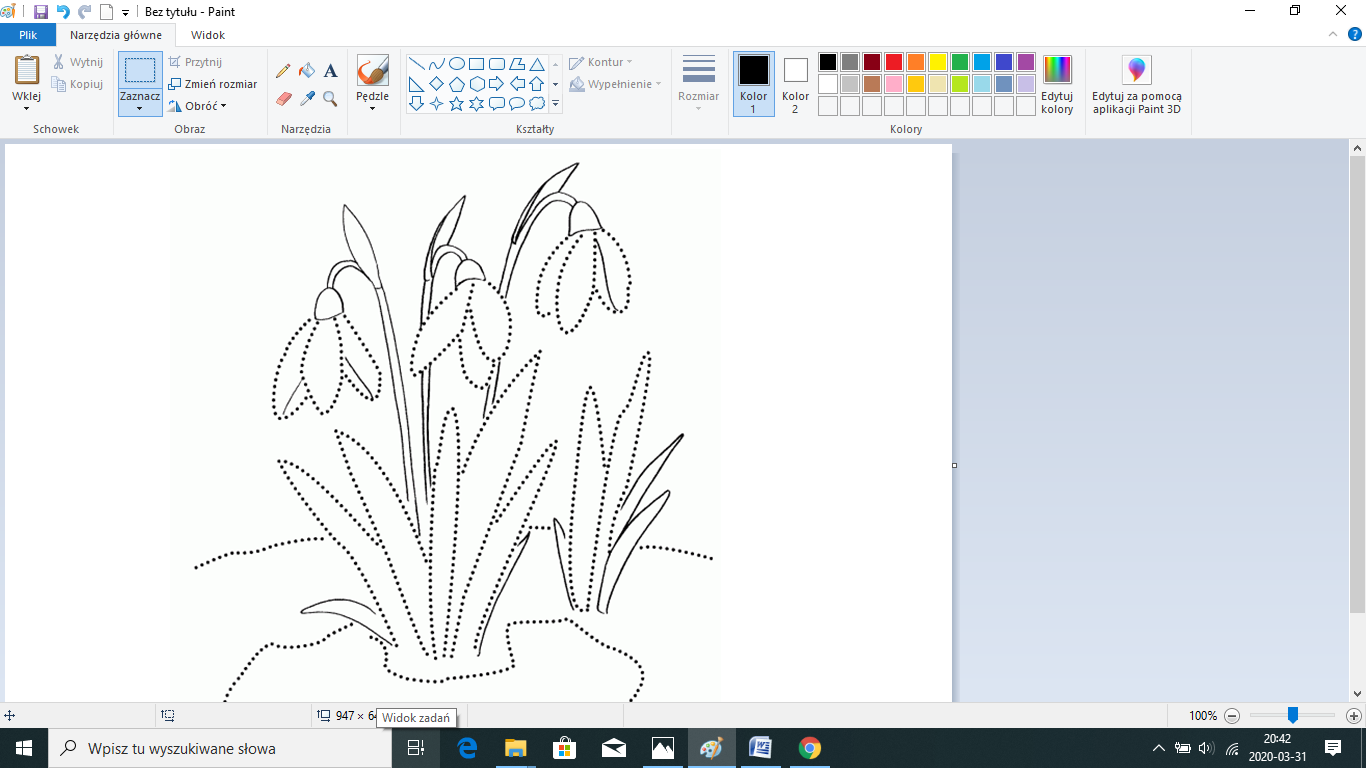 Bez tytułu - Paint
Plik Narzędzia główne Widok
Wklej
Wytnij
Kopiuj
Schowek
Zaznacz
Przytnij
Zmień rozmiar
Obróć
Obraz
A
Narzędzia
Pędzle
Kontur
Wypełnienie
Kształty
Rozmiar
Kolor 1
Kolor 2
Edytuj kolory
Kolory
Edytuj za pomocą aplikacji Paint 3D
947 × 64
Widok zadań
100%
Wpisz tu wyszukiwane słowa
20:42
2020-03-31